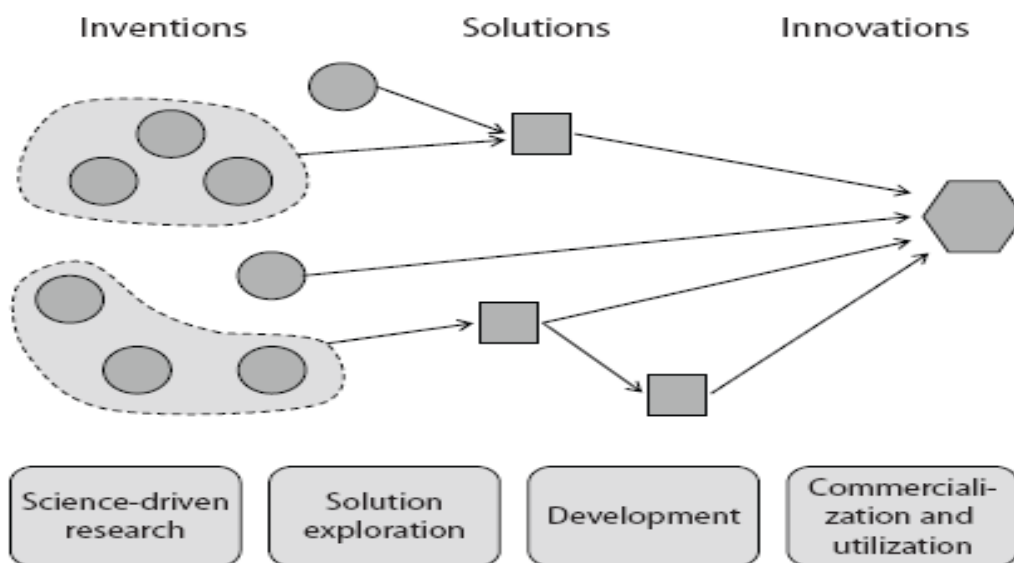 Inventions
Solutions
Innovations
Science-driven
research
Solution
exploration
Development
Commerciali-
zation and
utilization